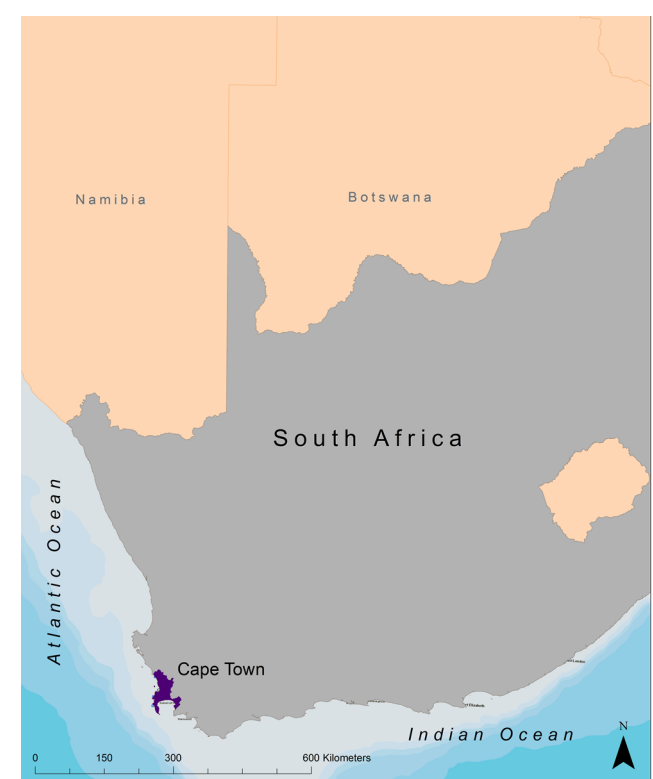 Namibia
Botswana
South Africa
Atlantic Ocean
Cape Town
Indian Ocean
N
0 150 300 600 Kilometers